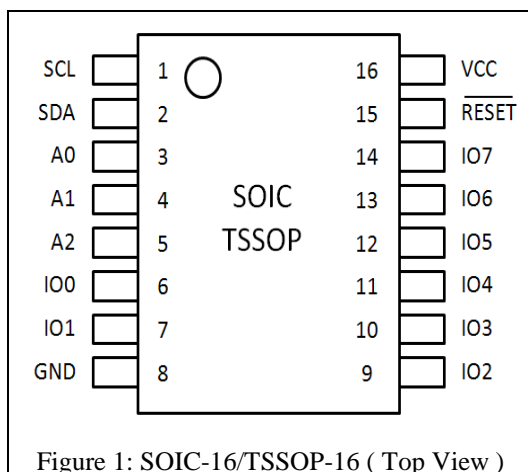 SCL 1 16 VCC
SDA 2 15 RESET
A0 3 14 IO7
A1 4 SOIC 13 IO6
A2 5 TSSOP 12 IO5
IO0 6 11 IO4
IO1 7 10 IO3
GND 8 9 IO2
Figure 1: SOIC-16/TSSOP-16 ( Top View )